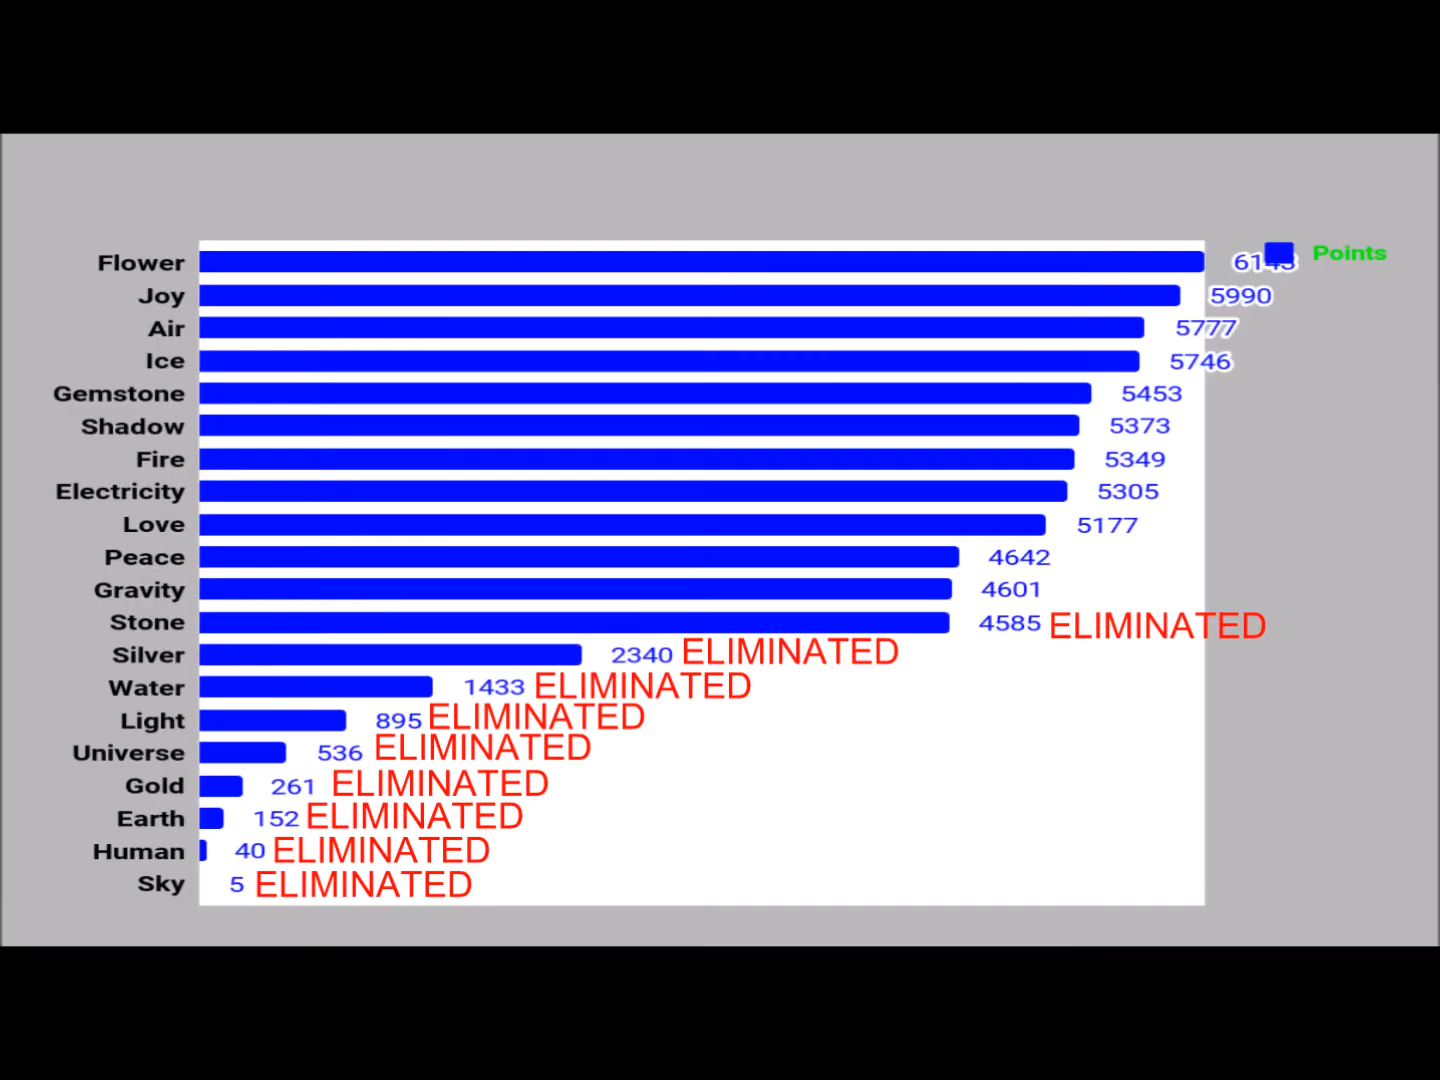 Flower
Points
Joy 5990
Air 5777
Ice 5746
Gemstone 5453
Shadow 5373
Fire 5349
Electricity 5305
Love 5177
Peace 4642
Gravity 4601
Stone 4585 ELIMINATED
Silver 2340 ELIMINATED
Water 1433 ELIMINATED
Light 895 ELIMINATED
Universe 536 ELIMINATED
Gold 261 ELIMINATED
Earth 152 ELIMINATED
Human 40 ELIMINATED
Sky 5 ELIMINATED